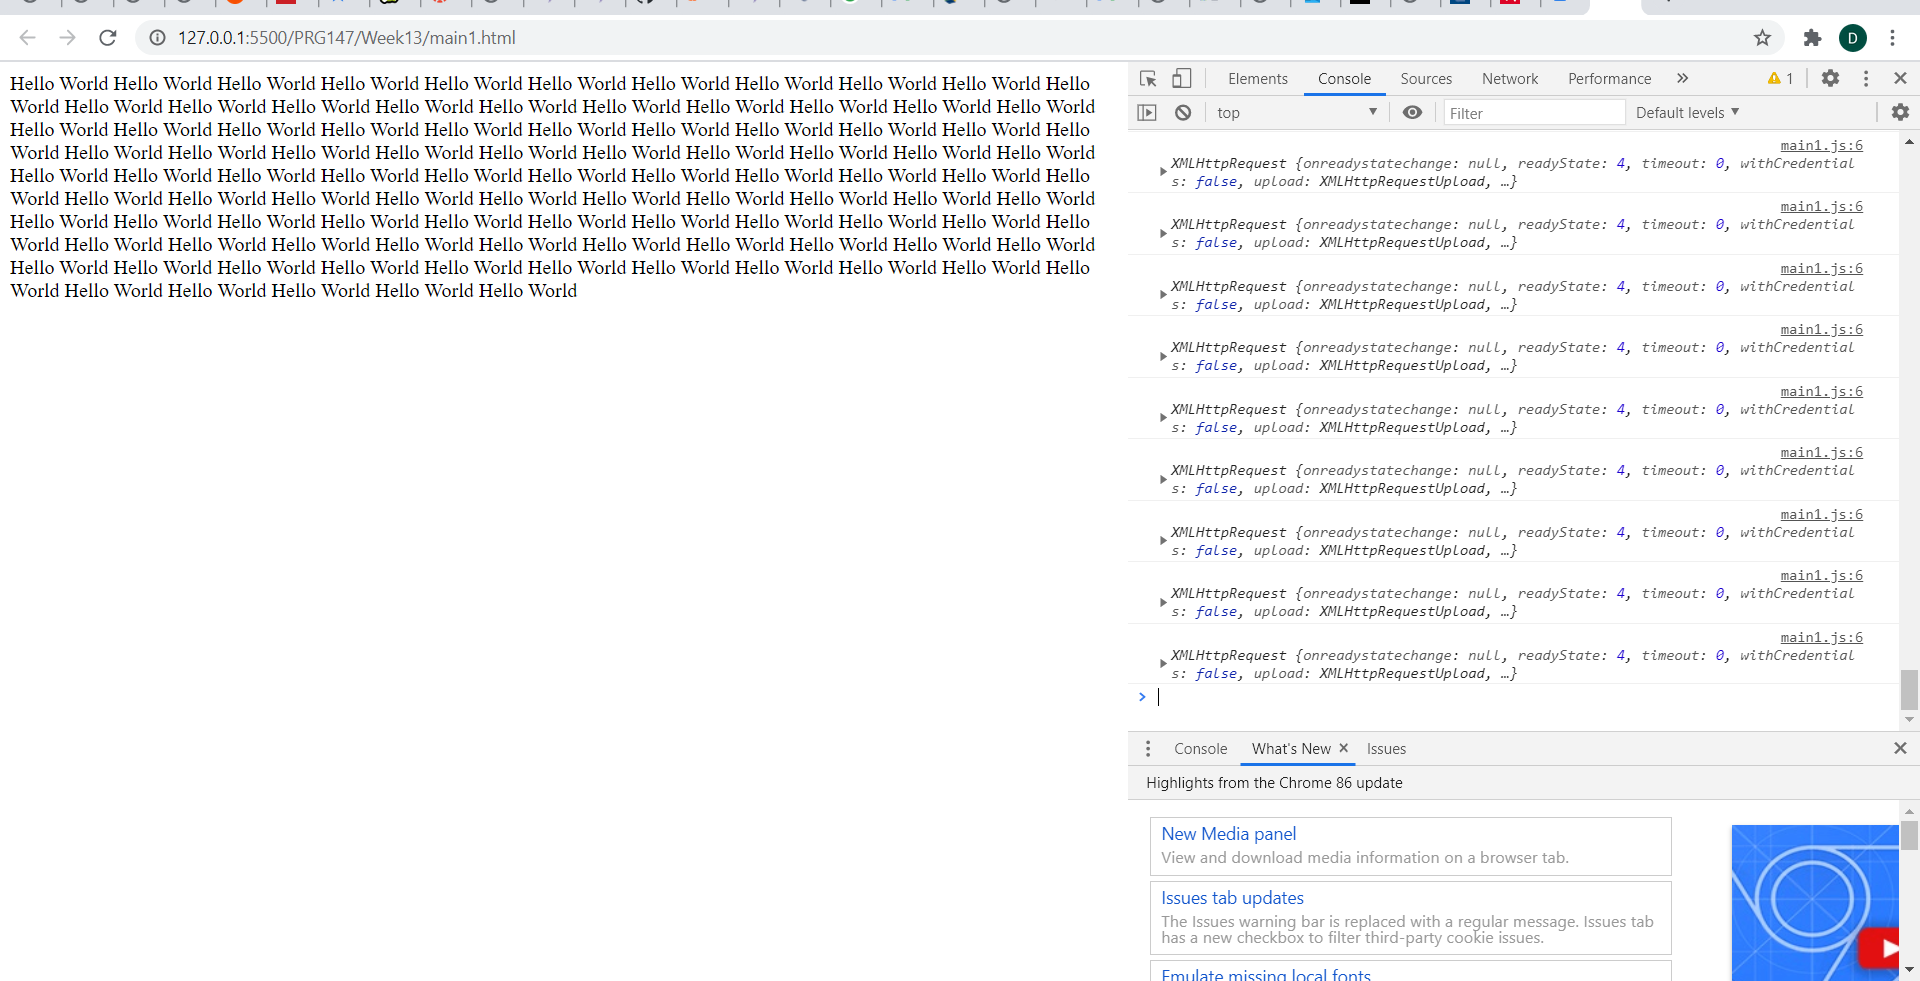 127.0.0.1:5500/PRG147/Week13/main1.html
D
Hello World Hello World Hello World Hello World Hello World Hello World Hello World Hello World Hello World Hello World Hello
World Hello World Hello World Hello World Hello World Hello World Hello World Hello World Hello World Hello World Hello World
Hello World Hello World Hello World Hello World Hello World Hello World Hello World Hello World Hello World Hello World Hello
World Hello World Hello World Hello World Hello World Hello World Hello World Hello World Hello World Hello World Hello World
Hello World Hello World Hello World Hello World Hello World Hello World Hello World Hello World Hello World Hello World Hello
World Hello World Hello World Hello World Hello World Hello World Hello World Hello World Hello World Hello World Hello World
Hello World Hello World Hello World Hello World Hello World Hello World Hello World Hello World Hello World Hello World Hello
World Hello World Hello World Hello World Hello World Hello World Hello World Hello World Hello World Hello World Hello World
Hello World Hello World Hello World Hello World Hello World Hello World Hello World Hello World Hello World Hello World Hello
World Hello World Hello World Hello World Hello World Hello World
Elements Console Sources Network Performance » 1
top Filter Default levels
main1.js:6
XMLHttpRequest {onreadystatechange: null, readyState: 4, timeout: 0, withCredential
s: false, upload: XMLHttpRequestUpload, …}
main1.js:6
XMLHttpRequest {onreadystatechange: null, readyState: 4, timeout: 0, withCredential
s: false, upload: XMLHttpRequestUpload, …}
main1.js:6
XMLHttpRequest {onreadystatechange: null, readyState: 4, timeout: 0, withCredential
s: false, upload: XMLHttpRequestUpload, …}
main1.js:6
XMLHttpRequest {onreadystatechange: null, readyState: 4, timeout: 0, withCredential
s: false, upload: XMLHttpRequestUpload, …}
main1.js:6
XMLHttpRequest {onreadystatechange: null, readyState: 4, timeout: 0, withCredential
s: false, upload: XMLHttpRequestUpload, …}
main1.js:6
XMLHttpRequest {onreadystatechange: null, readyState: 4, timeout: 0, withCredential
s: false, upload: XMLHttpRequestUpload, …}
main1.js:6
XMLHttpRequest {onreadystatechange: null, readyState: 4, timeout: 0, withCredential
s: false, upload: XMLHttpRequestUpload, …}
main1.js:6
XMLHttpRequest {onreadystatechange: null, readyState: 4, timeout: 0, withCredential
s: false, upload: XMLHttpRequestUpload, …}
main1.js:6
XMLHttpRequest {onreadystatechange: null, readyState: 4, timeout: 0, withCredential
s: false, upload: XMLHttpRequestUpload, …}
Console What's New Issues
Highlights from the Chrome 86 update
New Media panel
View and download media information on a browser tab.
Issues tab updates
The Issues warning bar is replaced with a regular message. Issues tab
has a new checkbox to filter third-party cookie issues.
Emulate missing local fonts